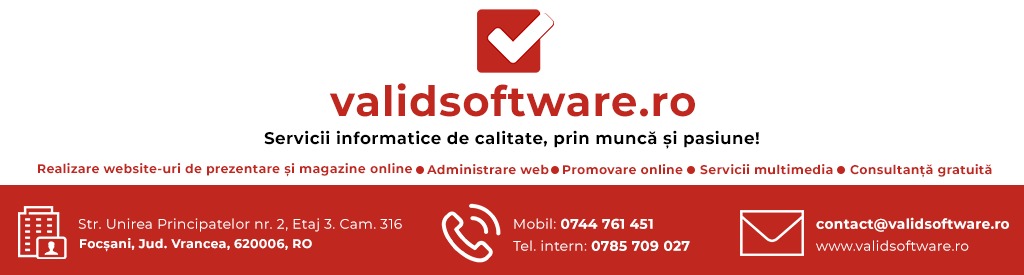 validsoftware.ro
Servicii informatice de calitate, prin muncă și pasiune!
Realizare website-uri de prezentare și magazine online ● Administrare web ● Promovare online ● Servicii multimedia ● Consultanță gratuită
Str. Unirea Principatelor nr. 2, Etaj 3. Cam. 316
Focșani, Jud. Vrancea, 620006, RO
Mobil: 0744 761 451
Tel. intern: 0785 709 027
contact@validsoftware.ro
www.validsoftware.ro